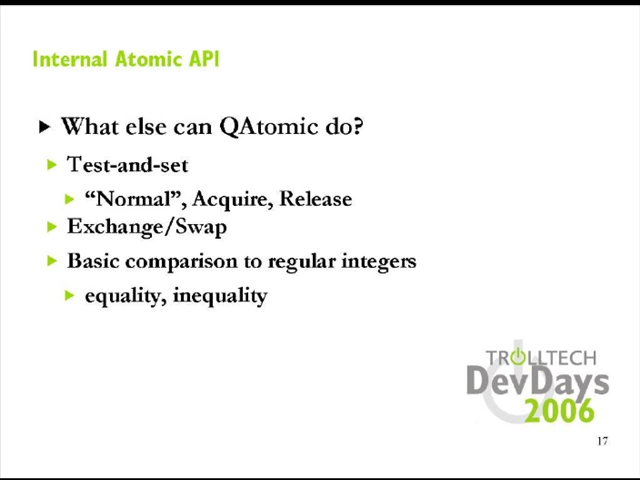 Internal Atomic API
What else can QAtomic do?
Test-and-set
“Normal”, Acquire, Release
Exchange/Swap
Basic comparison to regular integers
equality, inequality
TROLLTECH
DevDays
2006
17